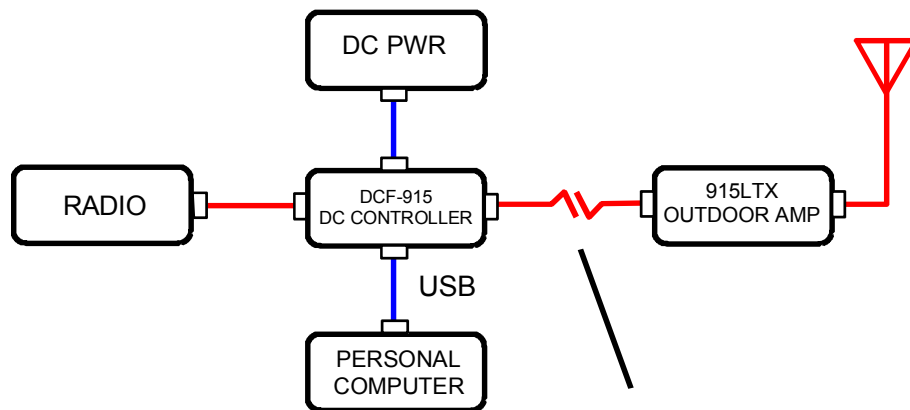 DC PWR
RADIO
DCF-915
DC CONTROLLER
915LTX
OUTDOOR AMP
USB
PERSONAL
COMPUTER